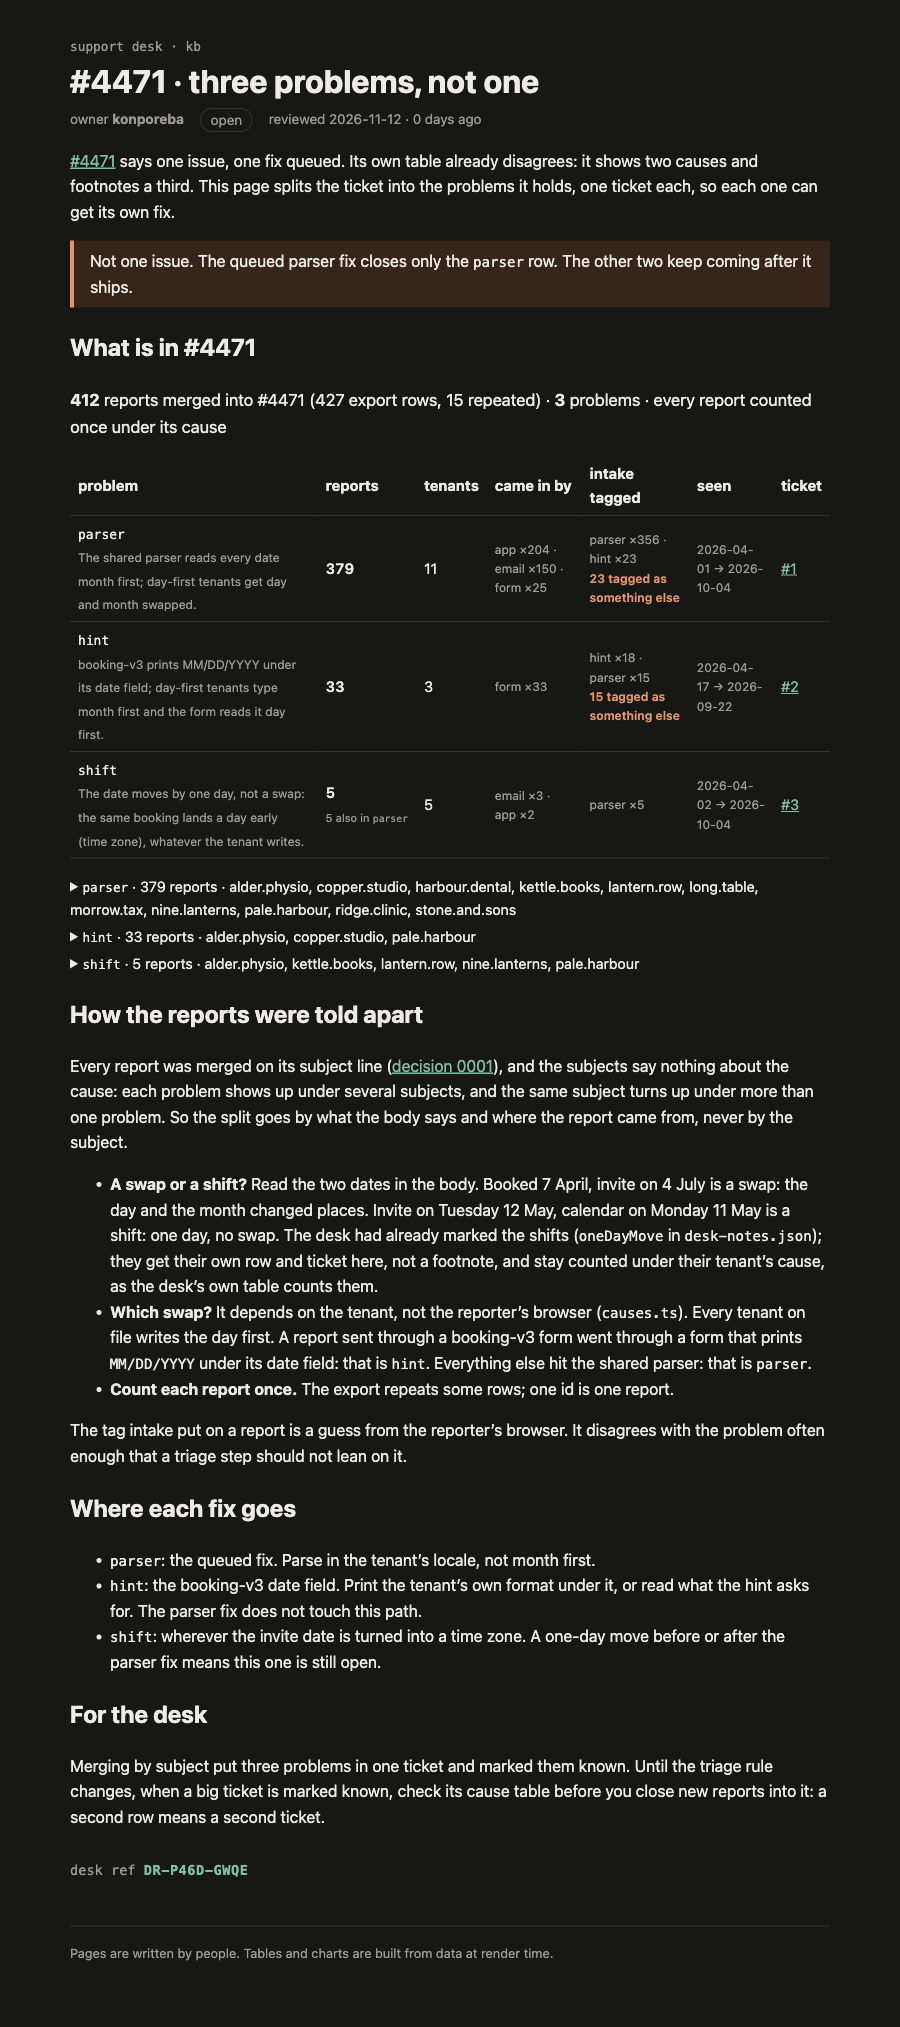 support desk · kb
#4471 · three problems, not one
owner konporeba open reviewed 2026-11-12 · 0 days ago
#4471 says one issue, one fix queued. Its own table already disagrees: it shows two causes and
footnotes a third. This page splits the ticket into the problems it holds, one ticket each, so each one can
get its own fix.
Not one issue. The queued parser fix closes only the parser row. The other two keep coming after it
ships.
What is in #4471
412 reports merged into #4471 (427 export rows, 15 repeated) · 3 problems · every report counted
once under its cause
problem reports tenants came in by intake tagged seen ticket
parser
The shared parser reads every date
month first; day-first tenants get day
and month swapped.
379
11
app ×204 ·
email ×150 ·
form ×25
parser ×356 ·
hint ×23
23 tagged as
something else
2026-04-
01 → 2026-
10-04
#1
hint
booking-v3 prints MM/DD/YYYY under
its date field; day-first tenants type
month first and the form reads it day
first.
33
3
form ×33
hint ×18 ·
parser ×15
15 tagged as
something else
2026-04-
17 → 2026-
09-22
#2
shift
The date moves by one day, not a swap:
the same booking lands a day early
(time zone), whatever the tenant writes.
5
5 also in parser
5
email ×3 ·
app ×2
parser ×5
2026-04-
02 → 2026-
10-04
#3
▶ parser · 379 reports · alder.physio, copper.studio, harbour.dental, kettle.books, lantern.row, long.table,
morrow.tax, nine.lanterns, pale.harbour, ridge.clinic, stone.and.sons
▶ hint · 33 reports · alder.physio, copper.studio, pale.harbour
▶ shift · 5 reports · alder.physio, kettle.books, lantern.row, nine.lanterns, pale.harbour
How the reports were told apart
Every report was merged on its subject line (decision 0001), and the subjects say nothing about the
cause: each problem shows up under several subjects, and the same subject turns up under more than
one problem. So the split goes by what the body says and where the report came from, never by the
subject.
• A swap or a shift? Read the two dates in the body. Booked 7 April, invite on 4 July is a swap: the
day and the month changed places. Invite on Tuesday 12 May, calendar on Monday 11 May is a
shift: one day, no swap. The desk had already marked the shifts (oneDayMove in desk-notes.json);
they get their own row and ticket here, not a footnote, and stay counted under their tenant's cause,
as the desk's own table counts them.
• Which swap? It depends on the tenant, not the reporter's browser (causes.ts). Every tenant on
file writes the day first. A report sent through a booking-v3 form went through a form that prints
MM/DD/YYYY under its date field: that is hint. Everything else hit the shared parser: that is parser.
• Count each report once. The export repeats some rows; one id is one report.
The tag intake put on a report is a guess from the reporter's browser. It disagrees with the problem often
enough that a triage step should not lean on it.
Where each fix goes
• parser: the queued fix. Parse in the tenant's locale, not month first.
• hint: the booking-v3 date field. Print the tenant's own format under it, or read what the hint asks
for. The parser fix does not touch this path.
• shift: wherever the invite date is turned into a time zone. A one-day move before or after the
parser fix means this one is still open.
For the desk
Merging by subject put three problems in one ticket and marked them known. Until the triage rule
changes, when a big ticket is marked known, check its cause table before you close new reports into it: a
second row means a second ticket.
desk ref DR-P46D-GWQE
Pages are written by people. Tables and charts are built from data at render time.